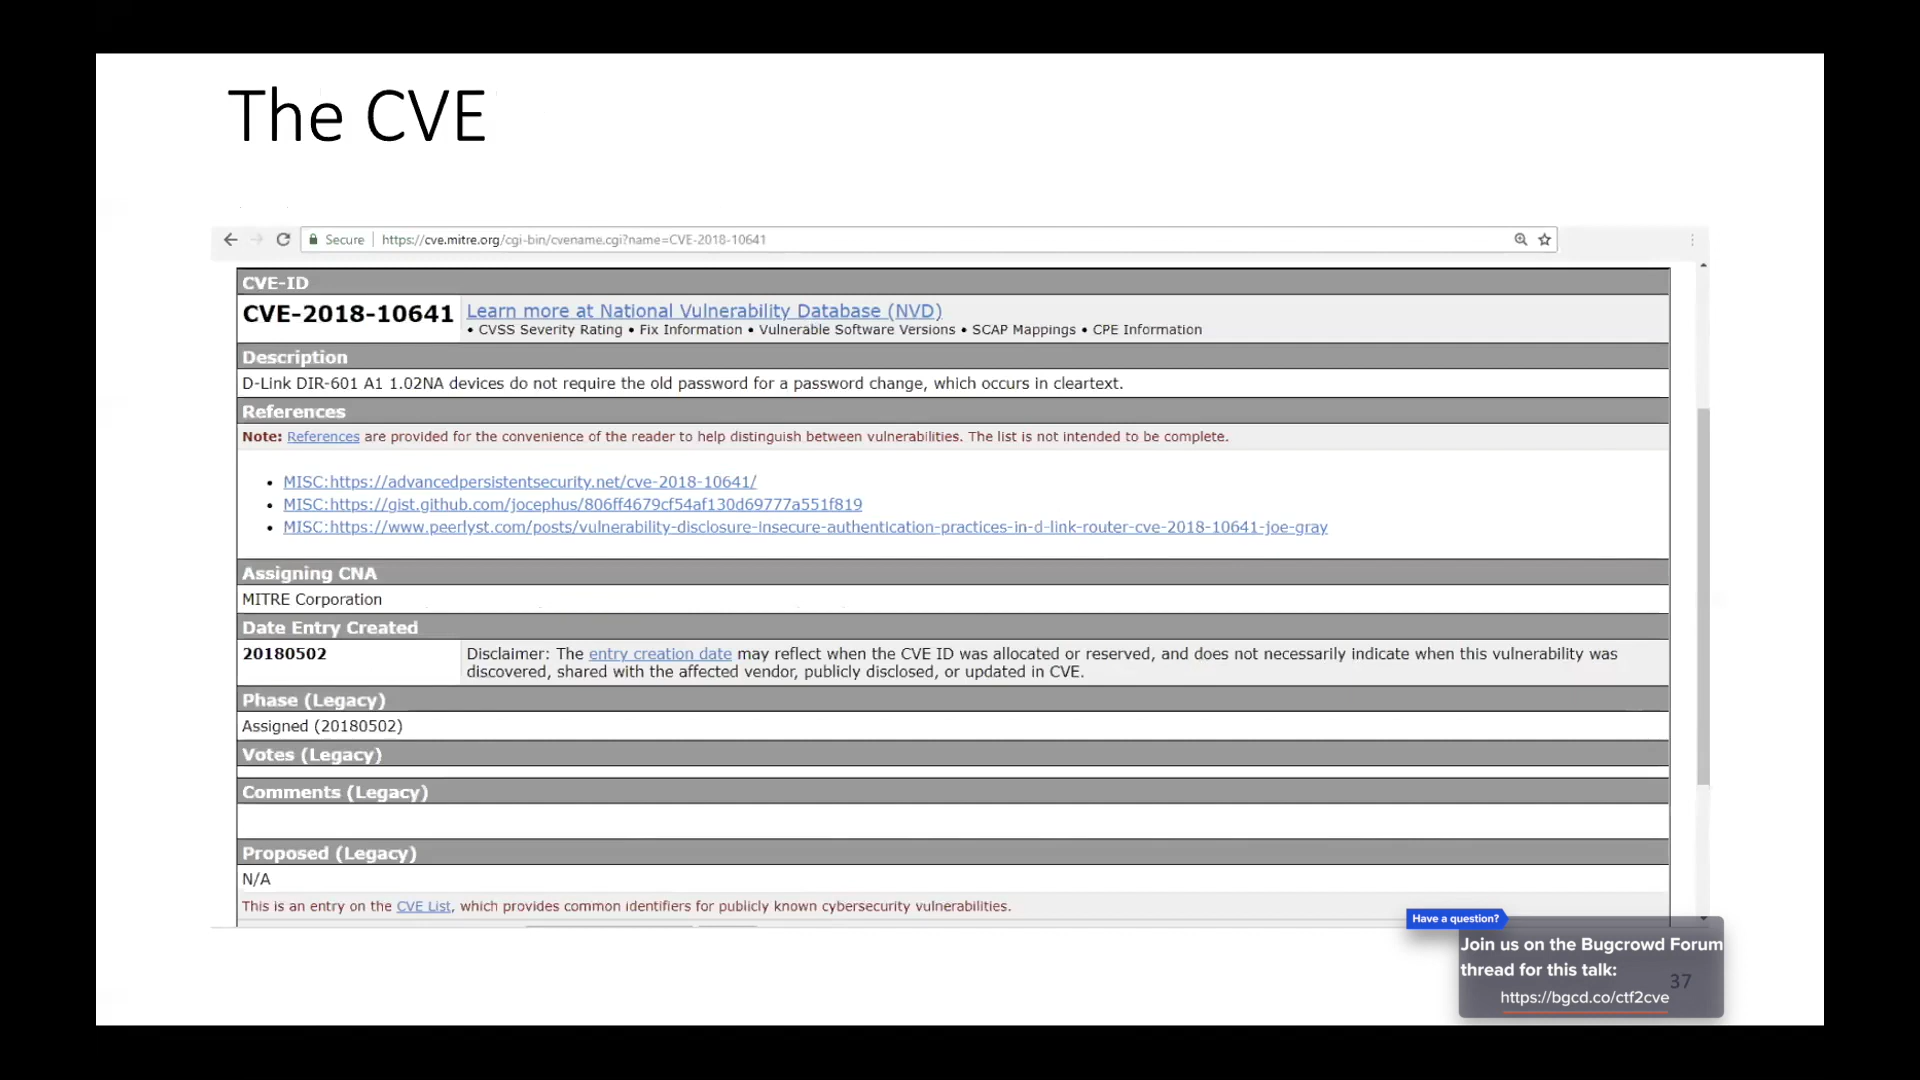 The CVE
Secure https://cve.mitre.org/cgi-bin/cvename.cgi?name=CVE-2018-10641
CVE-ID
CVE-2018-10641
Learn more at National Vulnerability Database (NVD)
• CVSS Severity Rating • Fix Information • Vulnerable Software Versions • SCAP Mappings • CPE Information
Description
D-Link DIR-601 A1 1.02NA devices do not require the old password for a password change, which occurs in cleartext.
References
Note: References are provided for the convenience of the reader to help distinguish between vulnerabilities. The list is not intended to be complete.
• MISC:https://advancedpersistentsecurity.net/cve-2018-10641/
• MISC:https://gist.github.com/jocephus/806ff4679cf54af130d69777a551f819
• MISC:https://www.peerlyst.com/posts/vulnerability-disclosure-insecure-authentication-practices-in-d-link-router-cve-2018-10641-joe-gray
Assigning CNA
MITRE Corporation
Date Entry Created
20180502
Disclaimer: The entry creation date may reflect when the CVE ID was allocated or reserved, and does not necessarily indicate when this vulnerability was
discovered, shared with the affected vendor, publicly disclosed, or updated in CVE.
Phase (Legacy)
Assigned (20180502)
Votes (Legacy)
Comments (Legacy)
Proposed (Legacy)
N/A
This is an entry on the CVE List, which provides common identifiers for publicly known cybersecurity vulnerabilities.
Have a question?
Join us on the Bugcrowd Forum
thread for this talk:
37
https://bgcd.co/ctf2cve